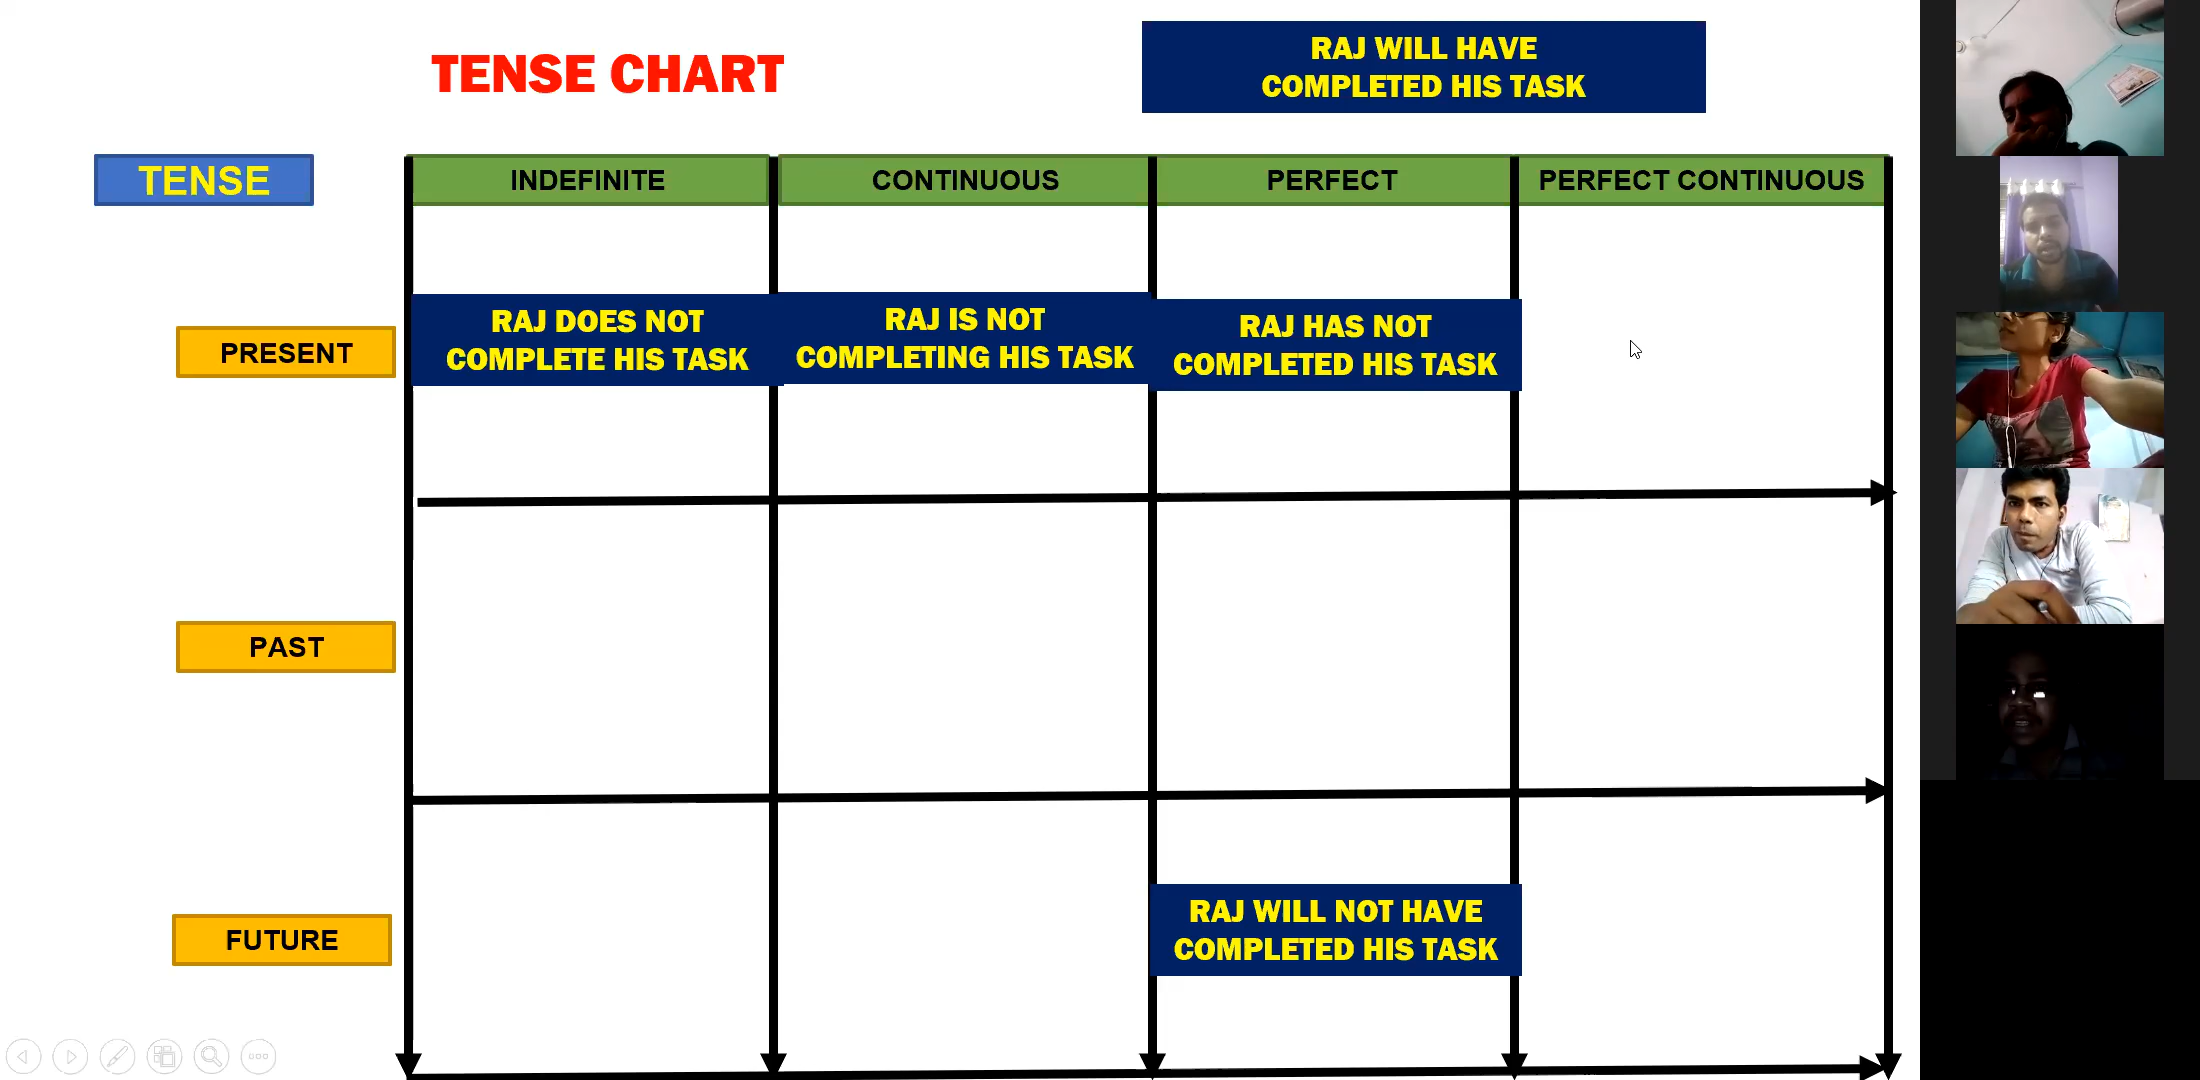 TENSE CHART
RAJ WILL HAVE
COMPLETED HIS TASK
TENSE
INDEFINITE
CONTINUOUS
PERFECT
PERFECT CONTINUOUS
PRESENT
RAJ DOES NOT
COMPLETE HIS TASK
RAJ IS NOT
COMPLETING HIS TASK
RAJ HAS NOT
COMPLETED HIS TASK
PAST
FUTURE
RAJ WILL NOT HAVE
COMPLETED HIS TASK